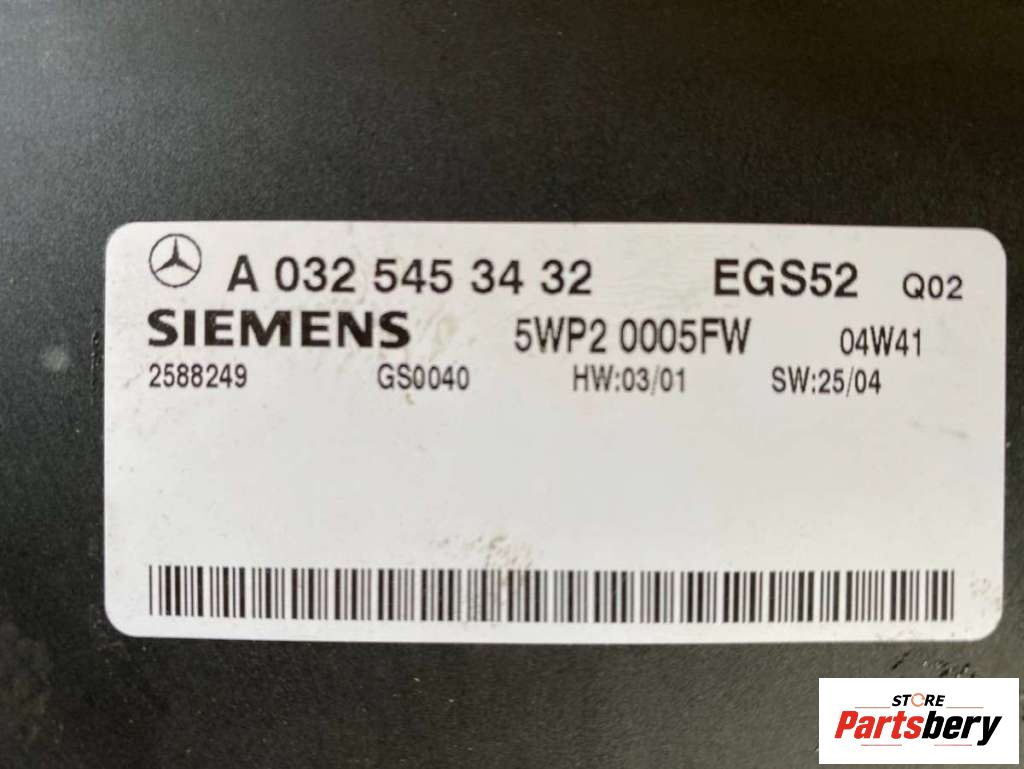 A 032 545 34 32 EGS52 Q02
SIEMENS 5WP2 0005FW 04W41
2588249 GS0040 HW:03/01 SW:25/04
STORE
Partsbery